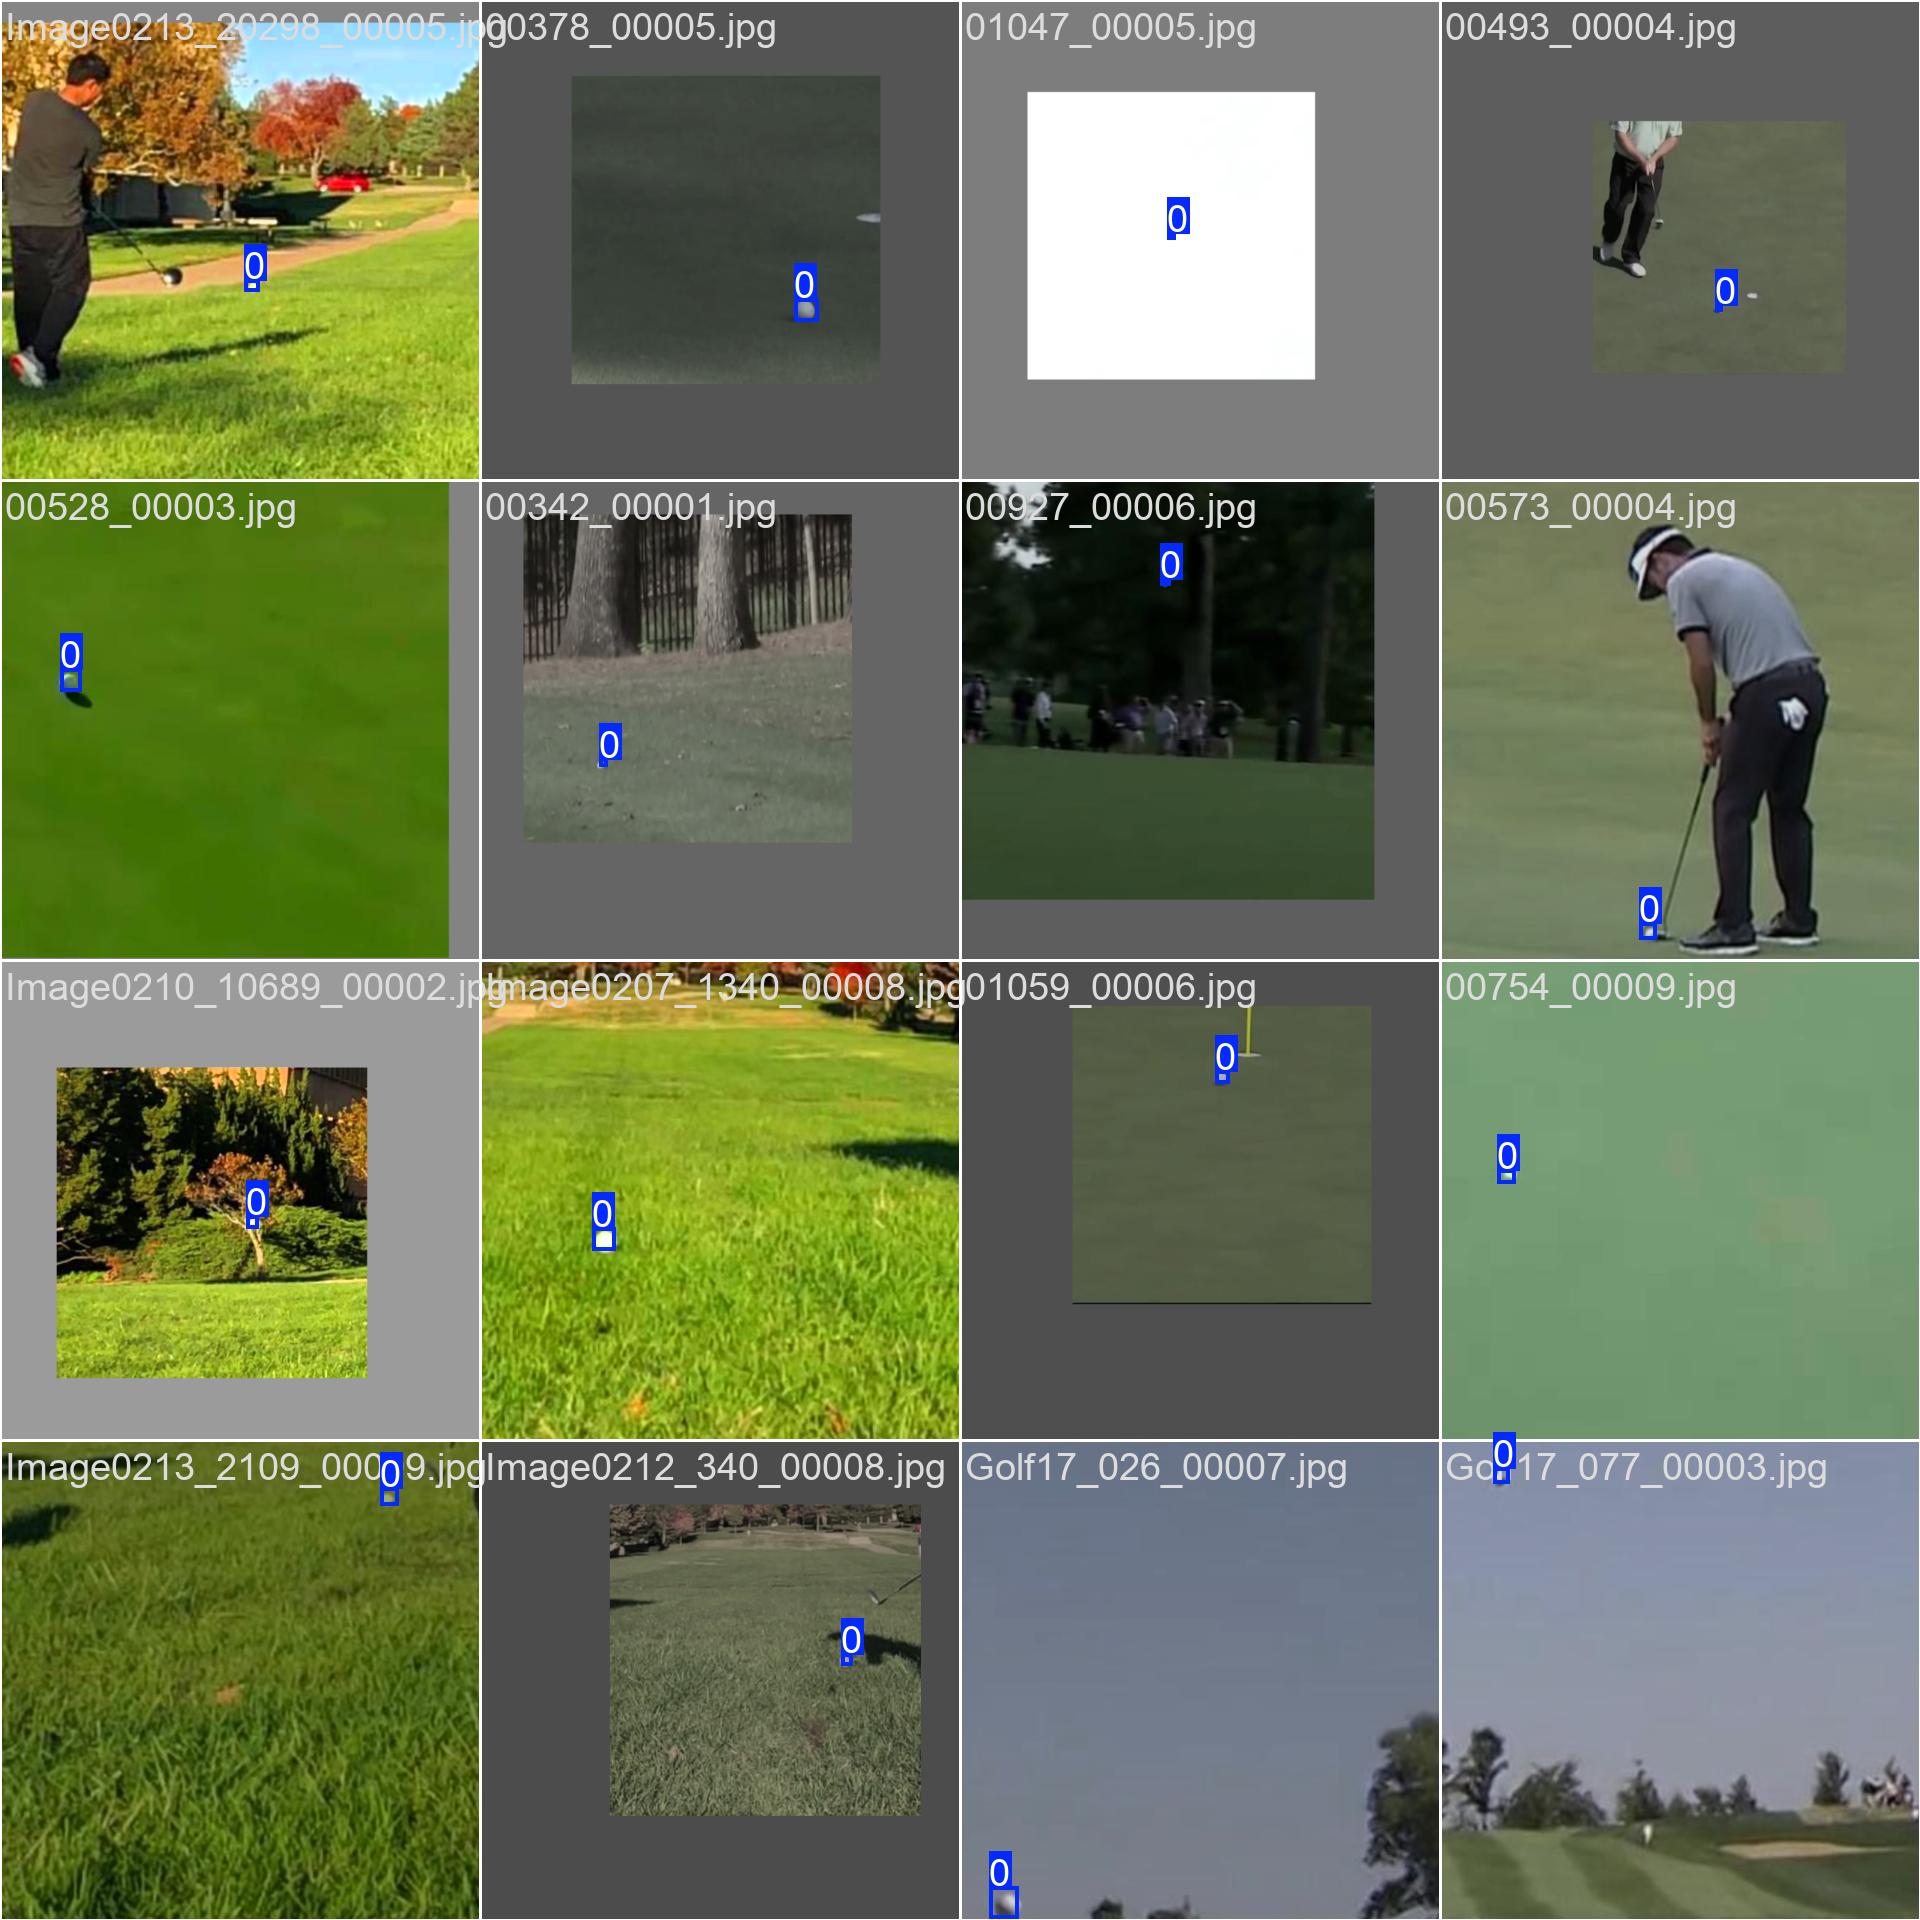 Image0213_20298_00005.jpg
00378_00005.jpg
01047_00005.jpg
00493_00004.jpg
0
0
0
0
00528_00003.jpg
00342_00001.jpg
00927_00006.jpg
00573_00004.jpg
0
0
0
0
Image0210_10689_00002.jpg
Image0207_1340_00008.jpg
01059_00006.jpg
00754_00009.jpg
0
0
0
0
Image0213_2109_00009.jpg
Image0212_340_00008.jpg
Golf17_026_00007.jpg
Golf17_077_00003.jpg
0
0
0
0